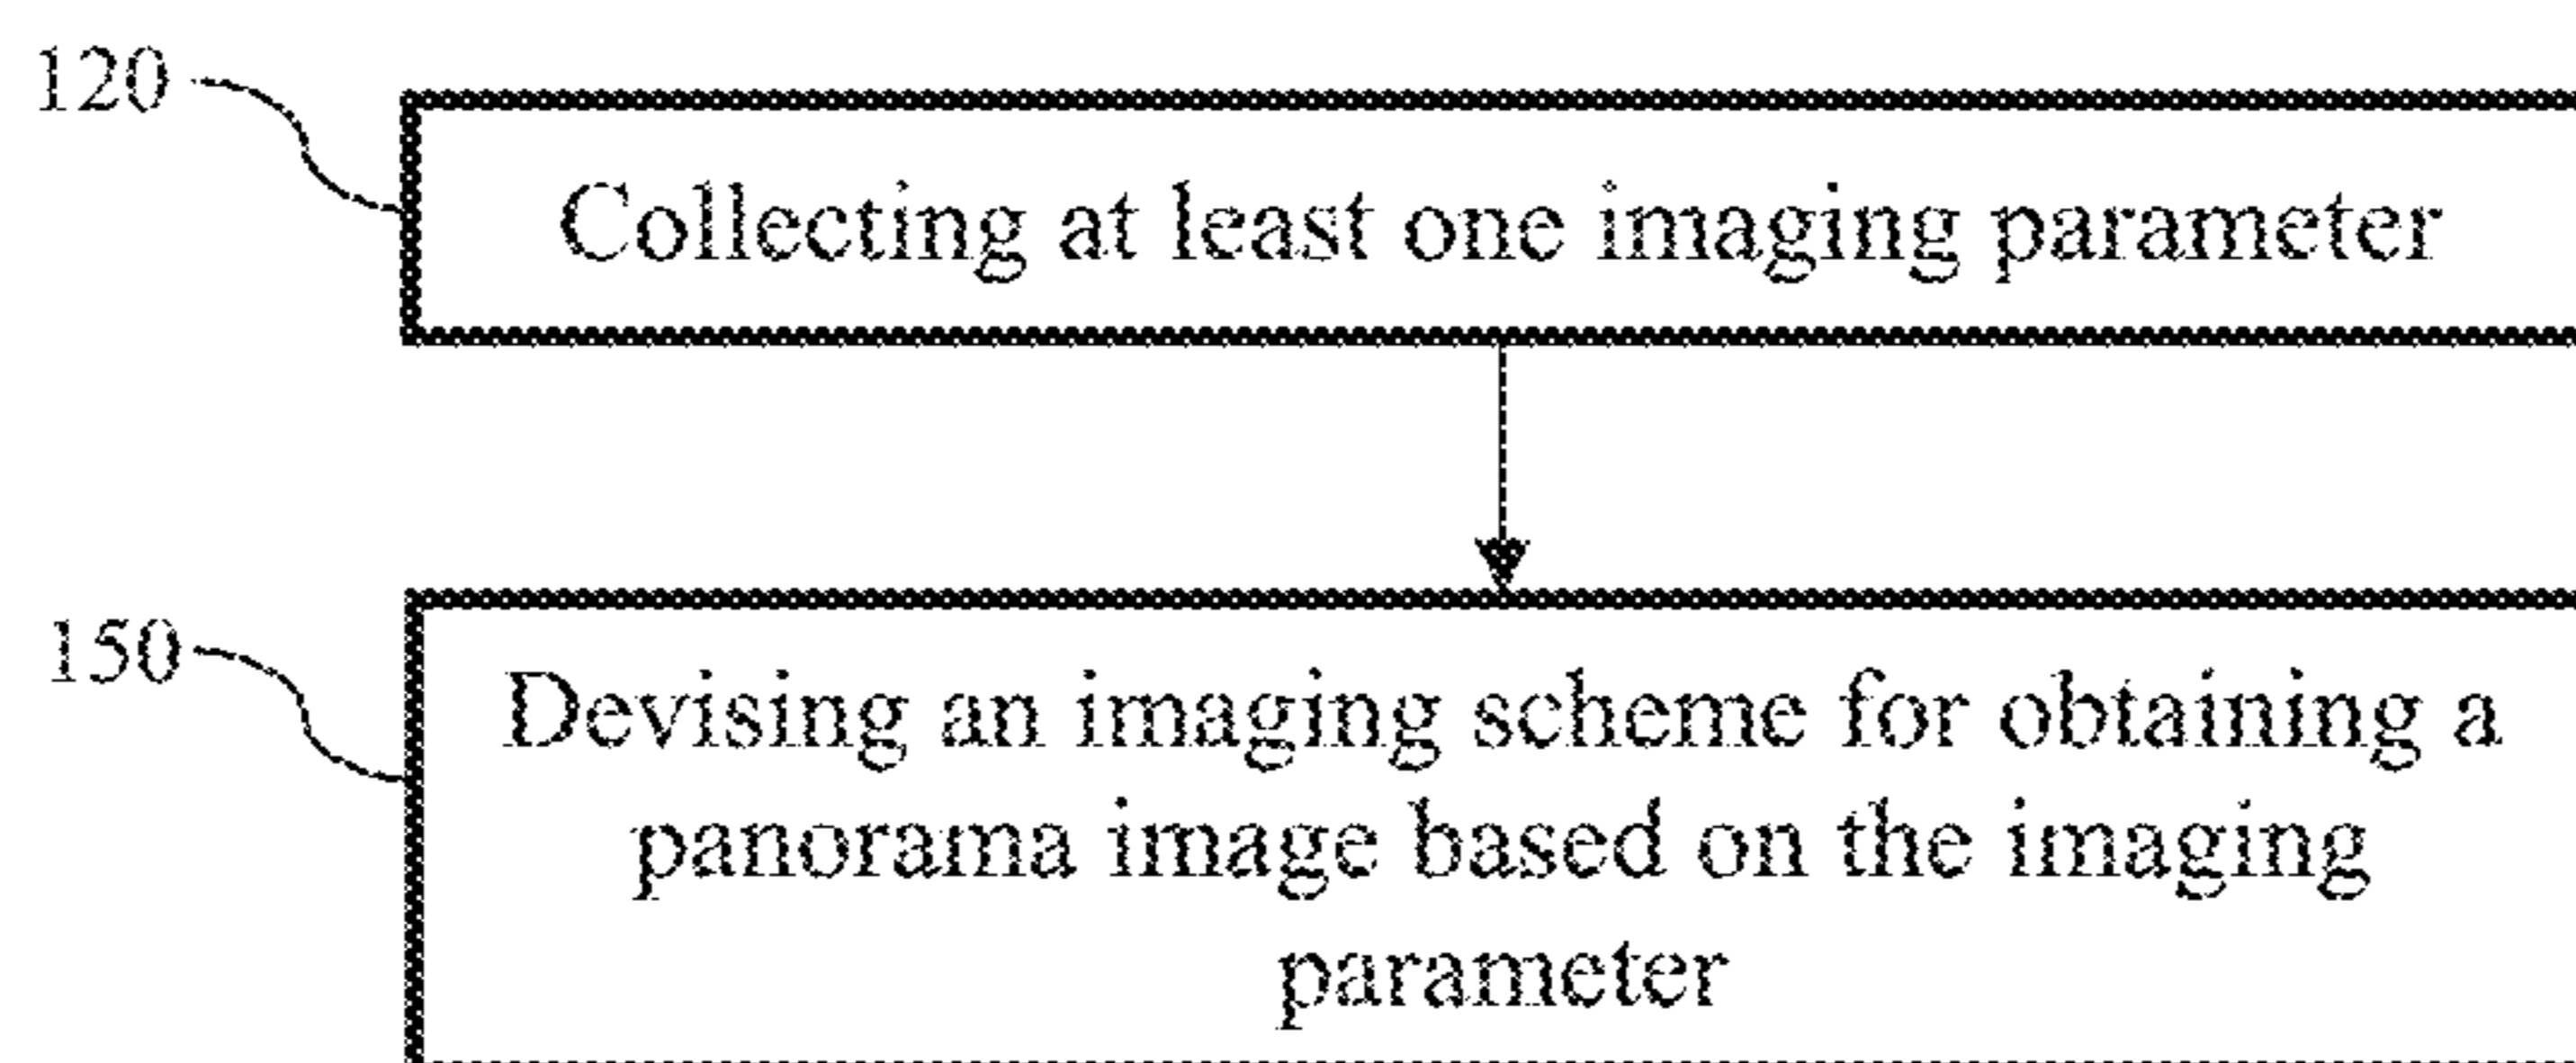 120
Collecting at least one imaging parameter
150
Devising an imaging scheme for obtaining a
panorama image based on the imaging
parameter